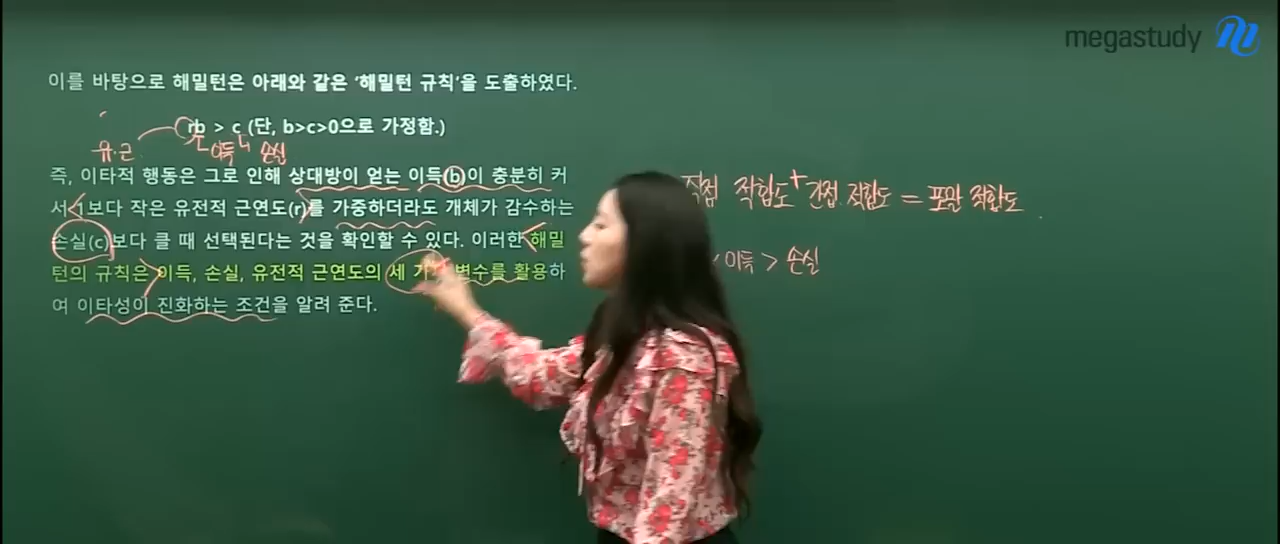 megastudy
이를 바탕으로 해밀턴은 아래와 같은 '해밀턴 규칙'을 도출하였다.
rb > c (단, b>c>0으로 가정함.)
유·근 이득 손실
즉, 이타적 행동은 그로 인해 상대방이 얻는 이득(b)이 충분히 커
서 1보다 작은 유전적 근연도(r)를 가중하더라도 개체가 감수하는
손실(c)보다 클 때 선택된다는 것을 확인할 수 있다. 이러한 해밀
턴의 규칙은 이득, 손실, 유전적 근연도의 세 가지 변수를 활용하
여 이타성이 진화하는 조건을 알려 준다.
직접 적합도 + 간접 적합도 = 포괄 적합도
이득 > 손실